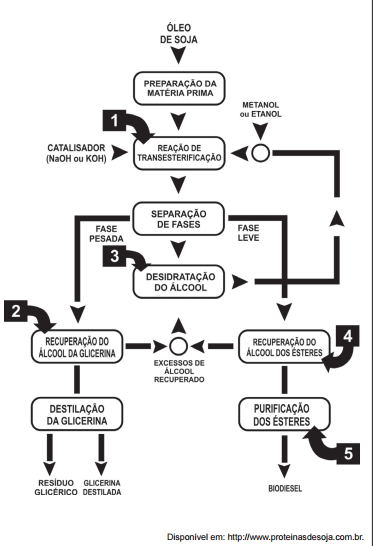 ÓLEO
DE SOJA
PREPARAÇÃO DA
MATÉRIA PRIMA
METANOL
ou ETANOL
1
CATALISADOR
(NaOH ou KOH)
REAÇÃO DE
TRANSESTERIFICAÇÃO
SEPARAÇÃO
DE FASES
FASE
PESADA
FASE
LEVE
3
DESIDRATAÇÃO
DO ÁLCOOL
2
RECUPERAÇÃO DO
ÁLCOOL DA GLICERINA
EXCESSOS DE
ÁLCOOL
RECUPERADO
RECUPERAÇÃO DO
ÁLCOOL DOS ÉSTERES
4
DESTILAÇÃO
DA GLICERINA
PURIFICAÇÃO
DOS ÉSTERES
5
RESÍDUO
GLICÉRICO
GLICERINA
DESTILADA
BIODIESEL
Disponível em: http://www.proteinasdesoja.com.br.